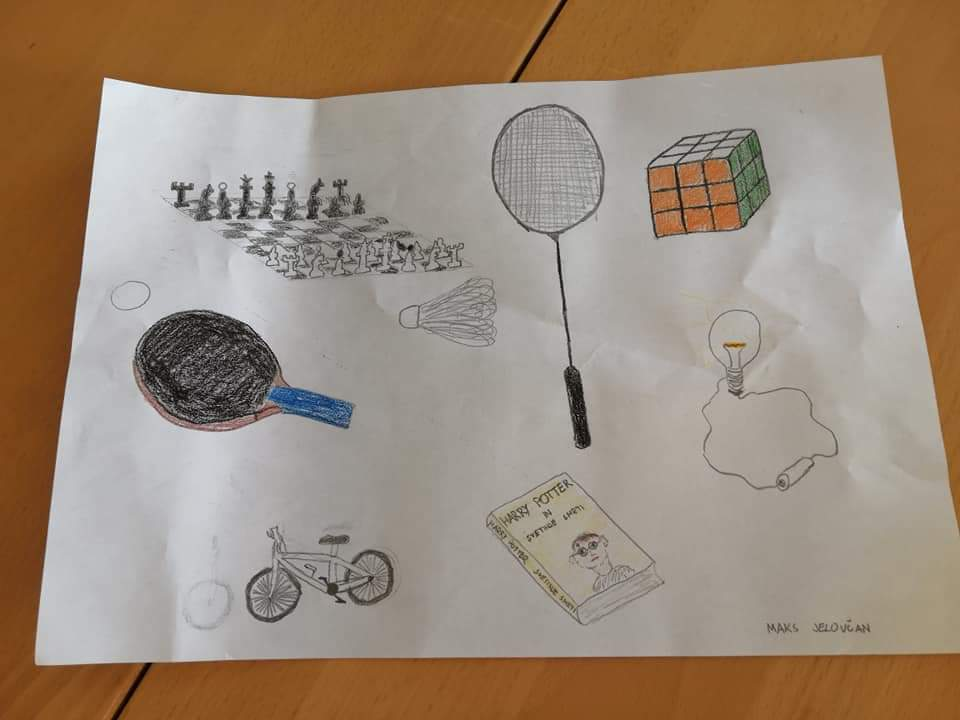 HARRY POTTER
IN
SVETINJE SMRTI
HARRY POTTER SVETINJE SMRTI
MAKS JELOVČAN